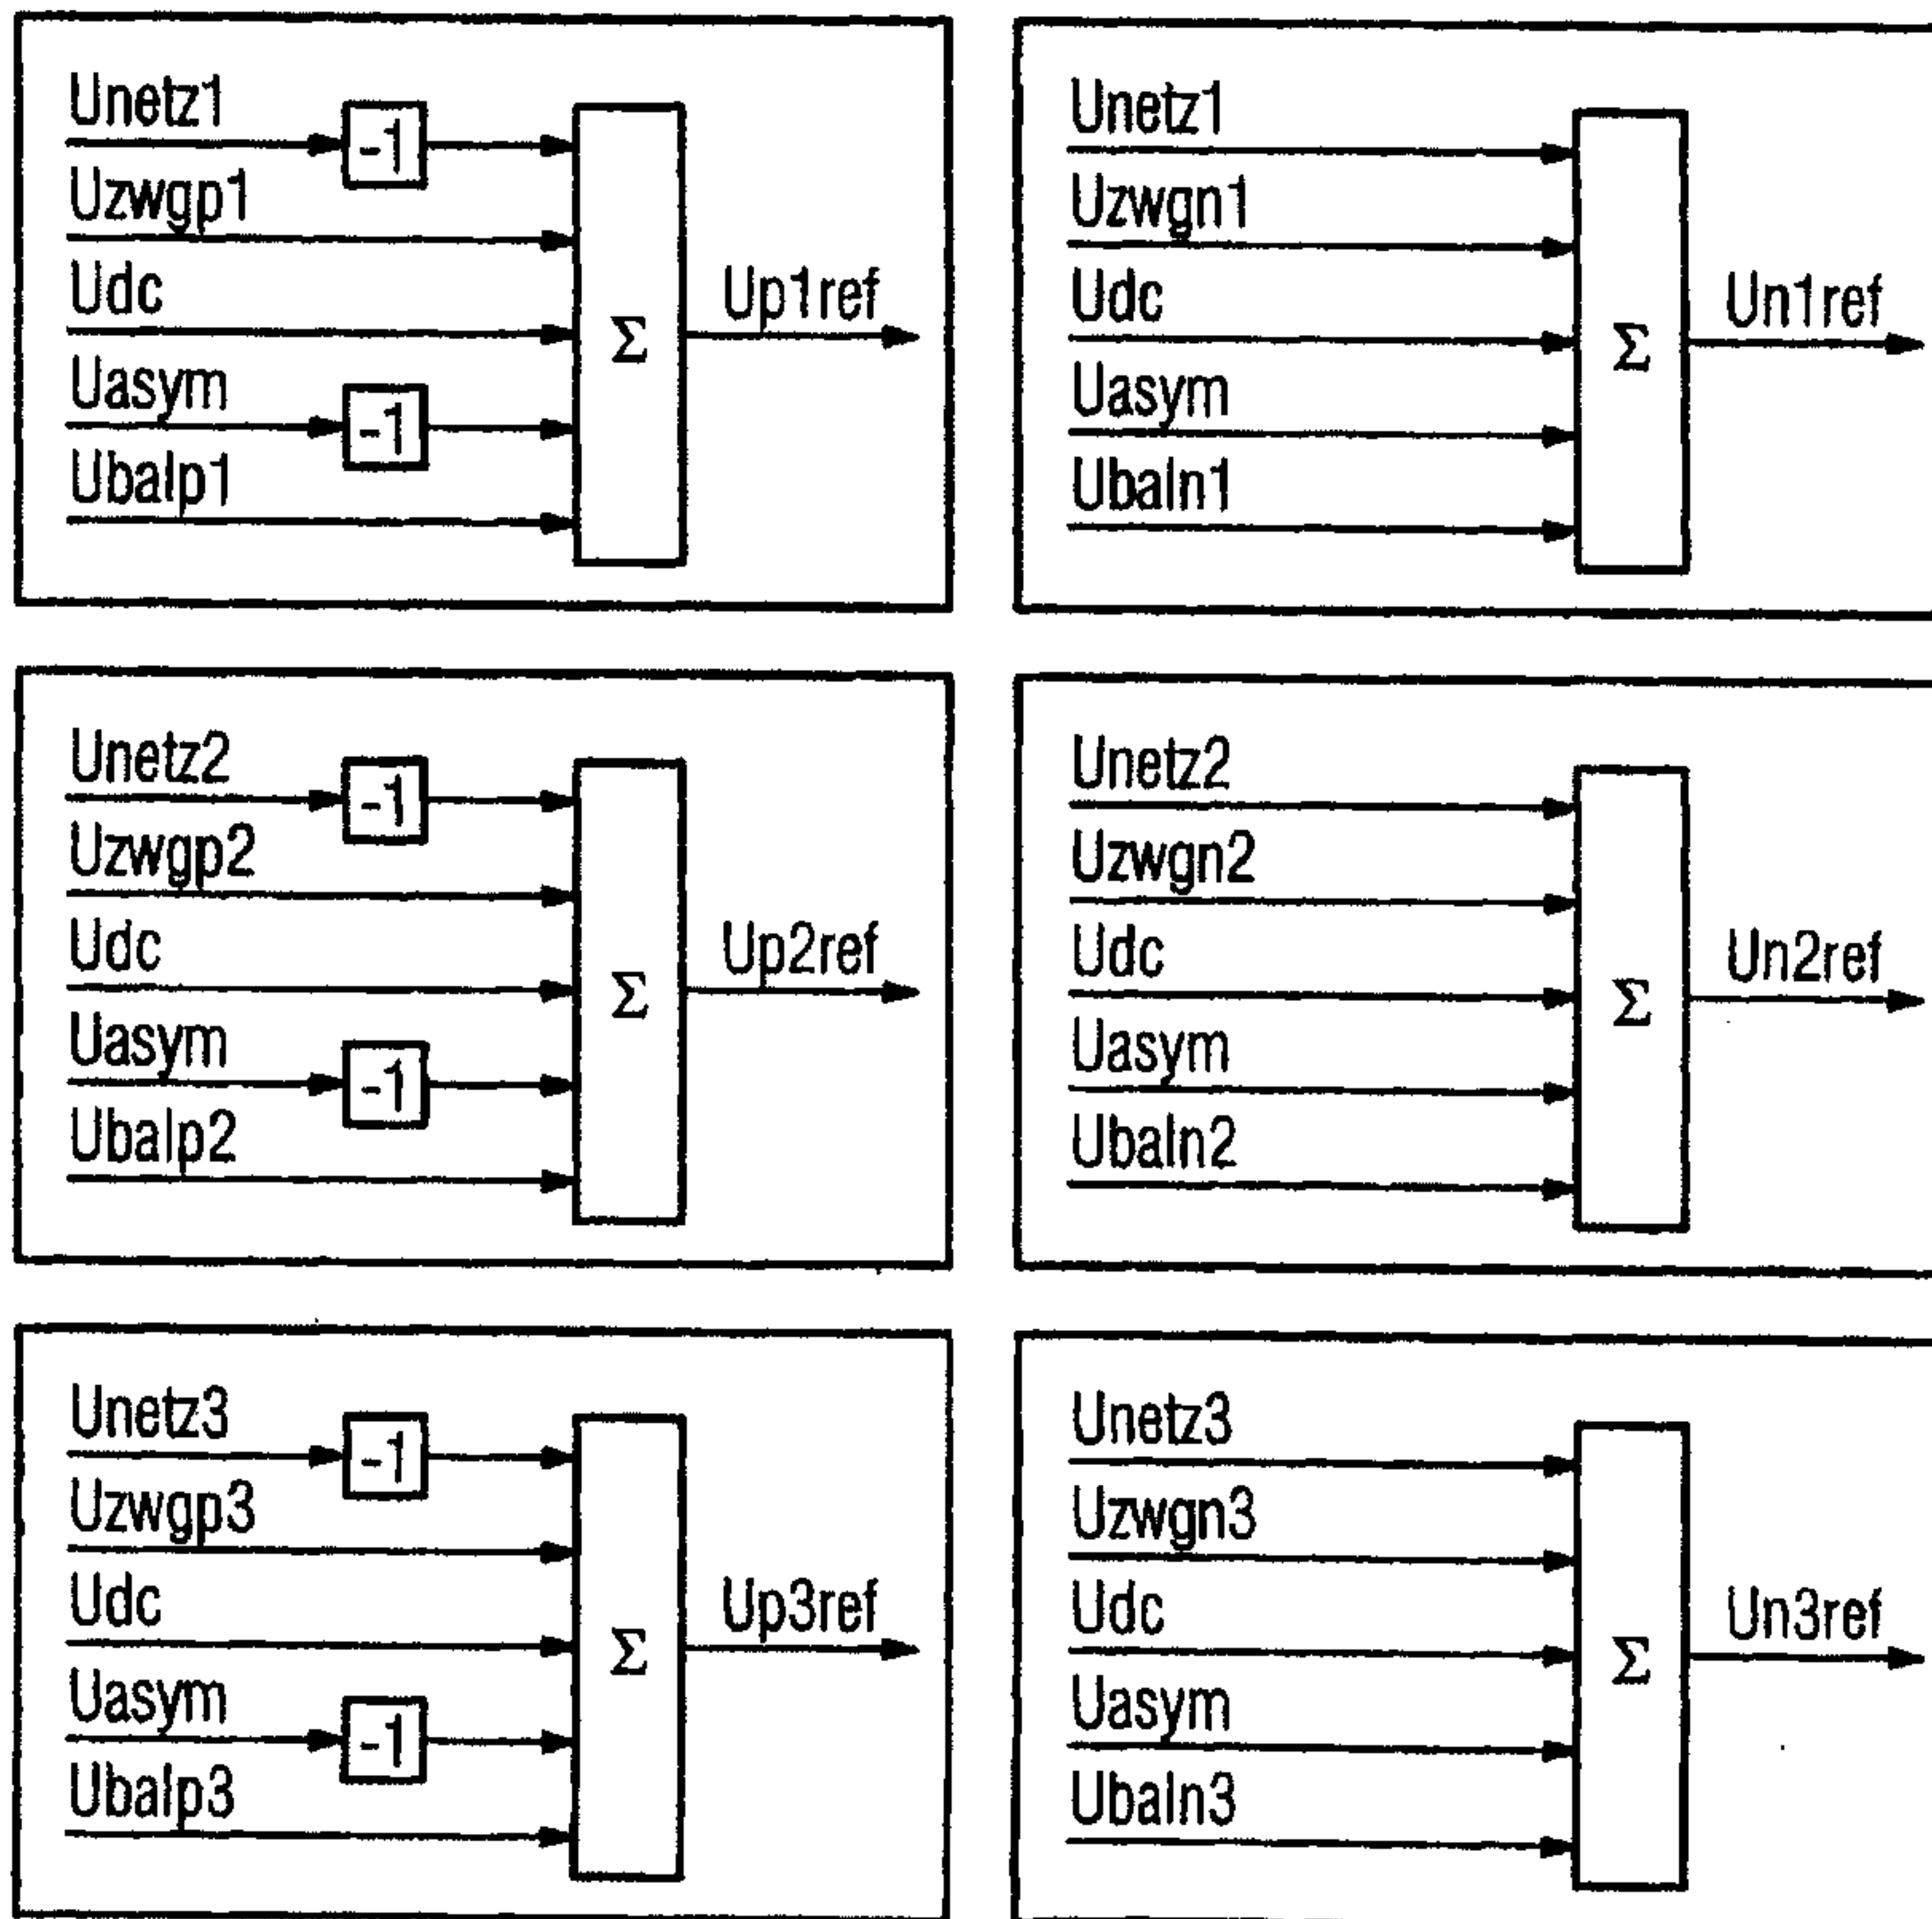 Unetz1
-1
Uzwgp1
Udc
Σ
Up1ref
Uasym
-1
Ubalp1
Unetz1
Uzwgn1
Udc
Σ
Un1ref
Uasym
Ubaln1
Unetz2
-1
Uzwgp2
Udc
Σ
Up2ref
Uasym
-1
Ubalp2
Unetz2
Uzwgn2
Udc
Σ
Un2ref
Uasym
Ubaln2
Unetz3
-1
Uzwgp3
Udc
Σ
Up3ref
Uasym
-1
Ubalp3
Unetz3
Uzwgn3
Udc
Σ
Un3ref
Uasym
Ubaln3